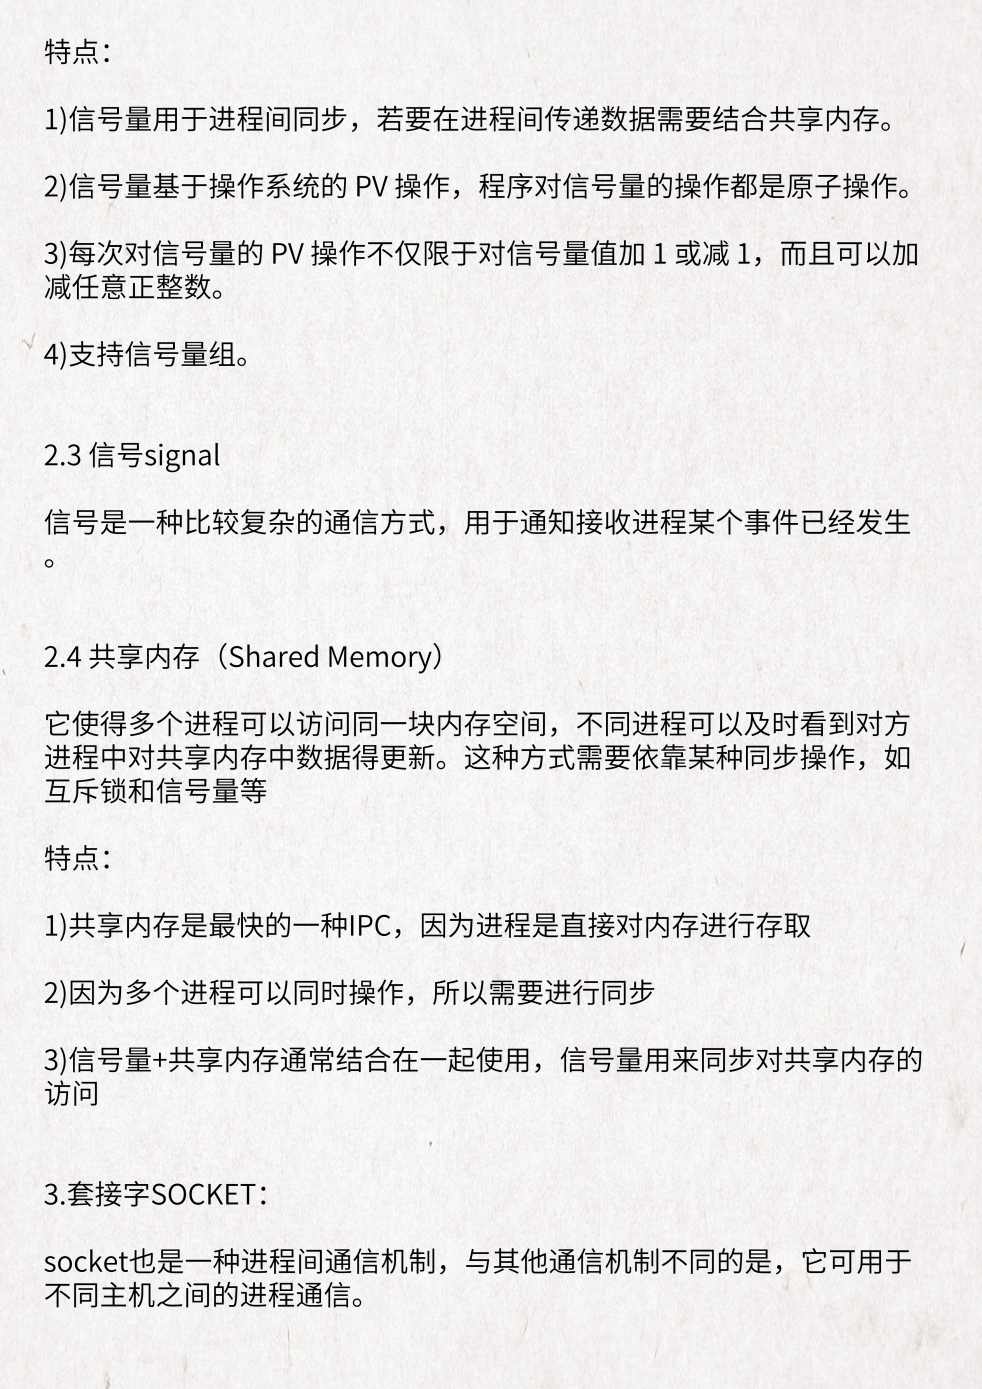 特点：
1)信号量用于进程间同步，若要在进程间传递数据需要结合共享内存。
2)信号量基于操作系统的 PV 操作，程序对信号量的操作都是原子操作。
3)每次对信号量的 PV 操作不仅限于对信号量值加 1 或减 1，而且可以加
减任意正整数。
4)支持信号量组。
2.3 信号signal
信号是一种比较复杂的通信方式，用于通知接收进程某个事件已经发生
。
2.4 共享内存（Shared Memory）
它使得多个进程可以访问同一块内存空间，不同进程可以及时看到对方
进程中对共享内存中数据得更新。这种方式需要依靠某种同步操作，如
互斥锁和信号量等
特点：
1)共享内存是最快的一种IPC，因为进程是直接对内存进行存取
2)因为多个进程可以同时操作，所以需要进行同步
3)信号量+共享内存通常结合在一起使用，信号量用来同步对共享内存的
访问
3.套接字SOCKET：
socket也是一种进程间通信机制，与其他通信机制不同的是，它可用于
不同主机之间的进程通信。